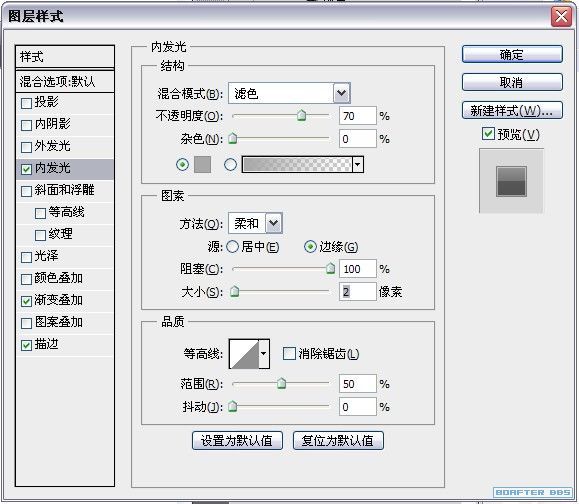 图层样式
样式
混合选项:默认
投影
内阴影
外发光
内发光
斜面和浮雕
等高线
纹理
光泽
颜色叠加
渐变叠加
图案叠加
描边
内发光
结构
混合模式(B): 滤色
不透明度(O): 70 %
杂色(N): 0 %
图素
方法(Q): 柔和
源: 居中(E) 边缘(G)
阻塞(C): 100 %
大小(S): 2 像素
品质
等高线: 消除锯齿(L)
范围(R): 50 %
抖动(J): 0 %
设置为默认值 复位为默认值
确定
取消
新建样式(W)...
预览(V)
BDAFTER BBS